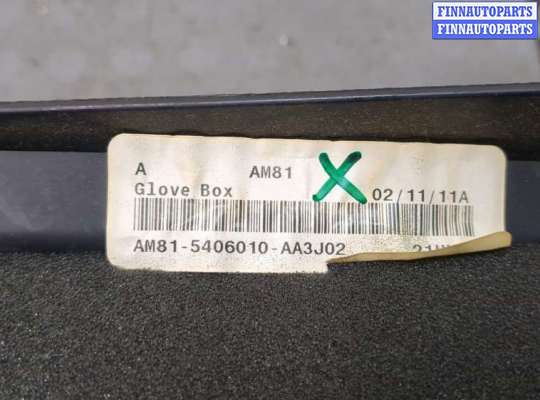 FINNAUTOPARTS
FINNAUTOPARTS
A AM81 X
Glove Box 02/11/11A
AM81-5406010-AA3J02